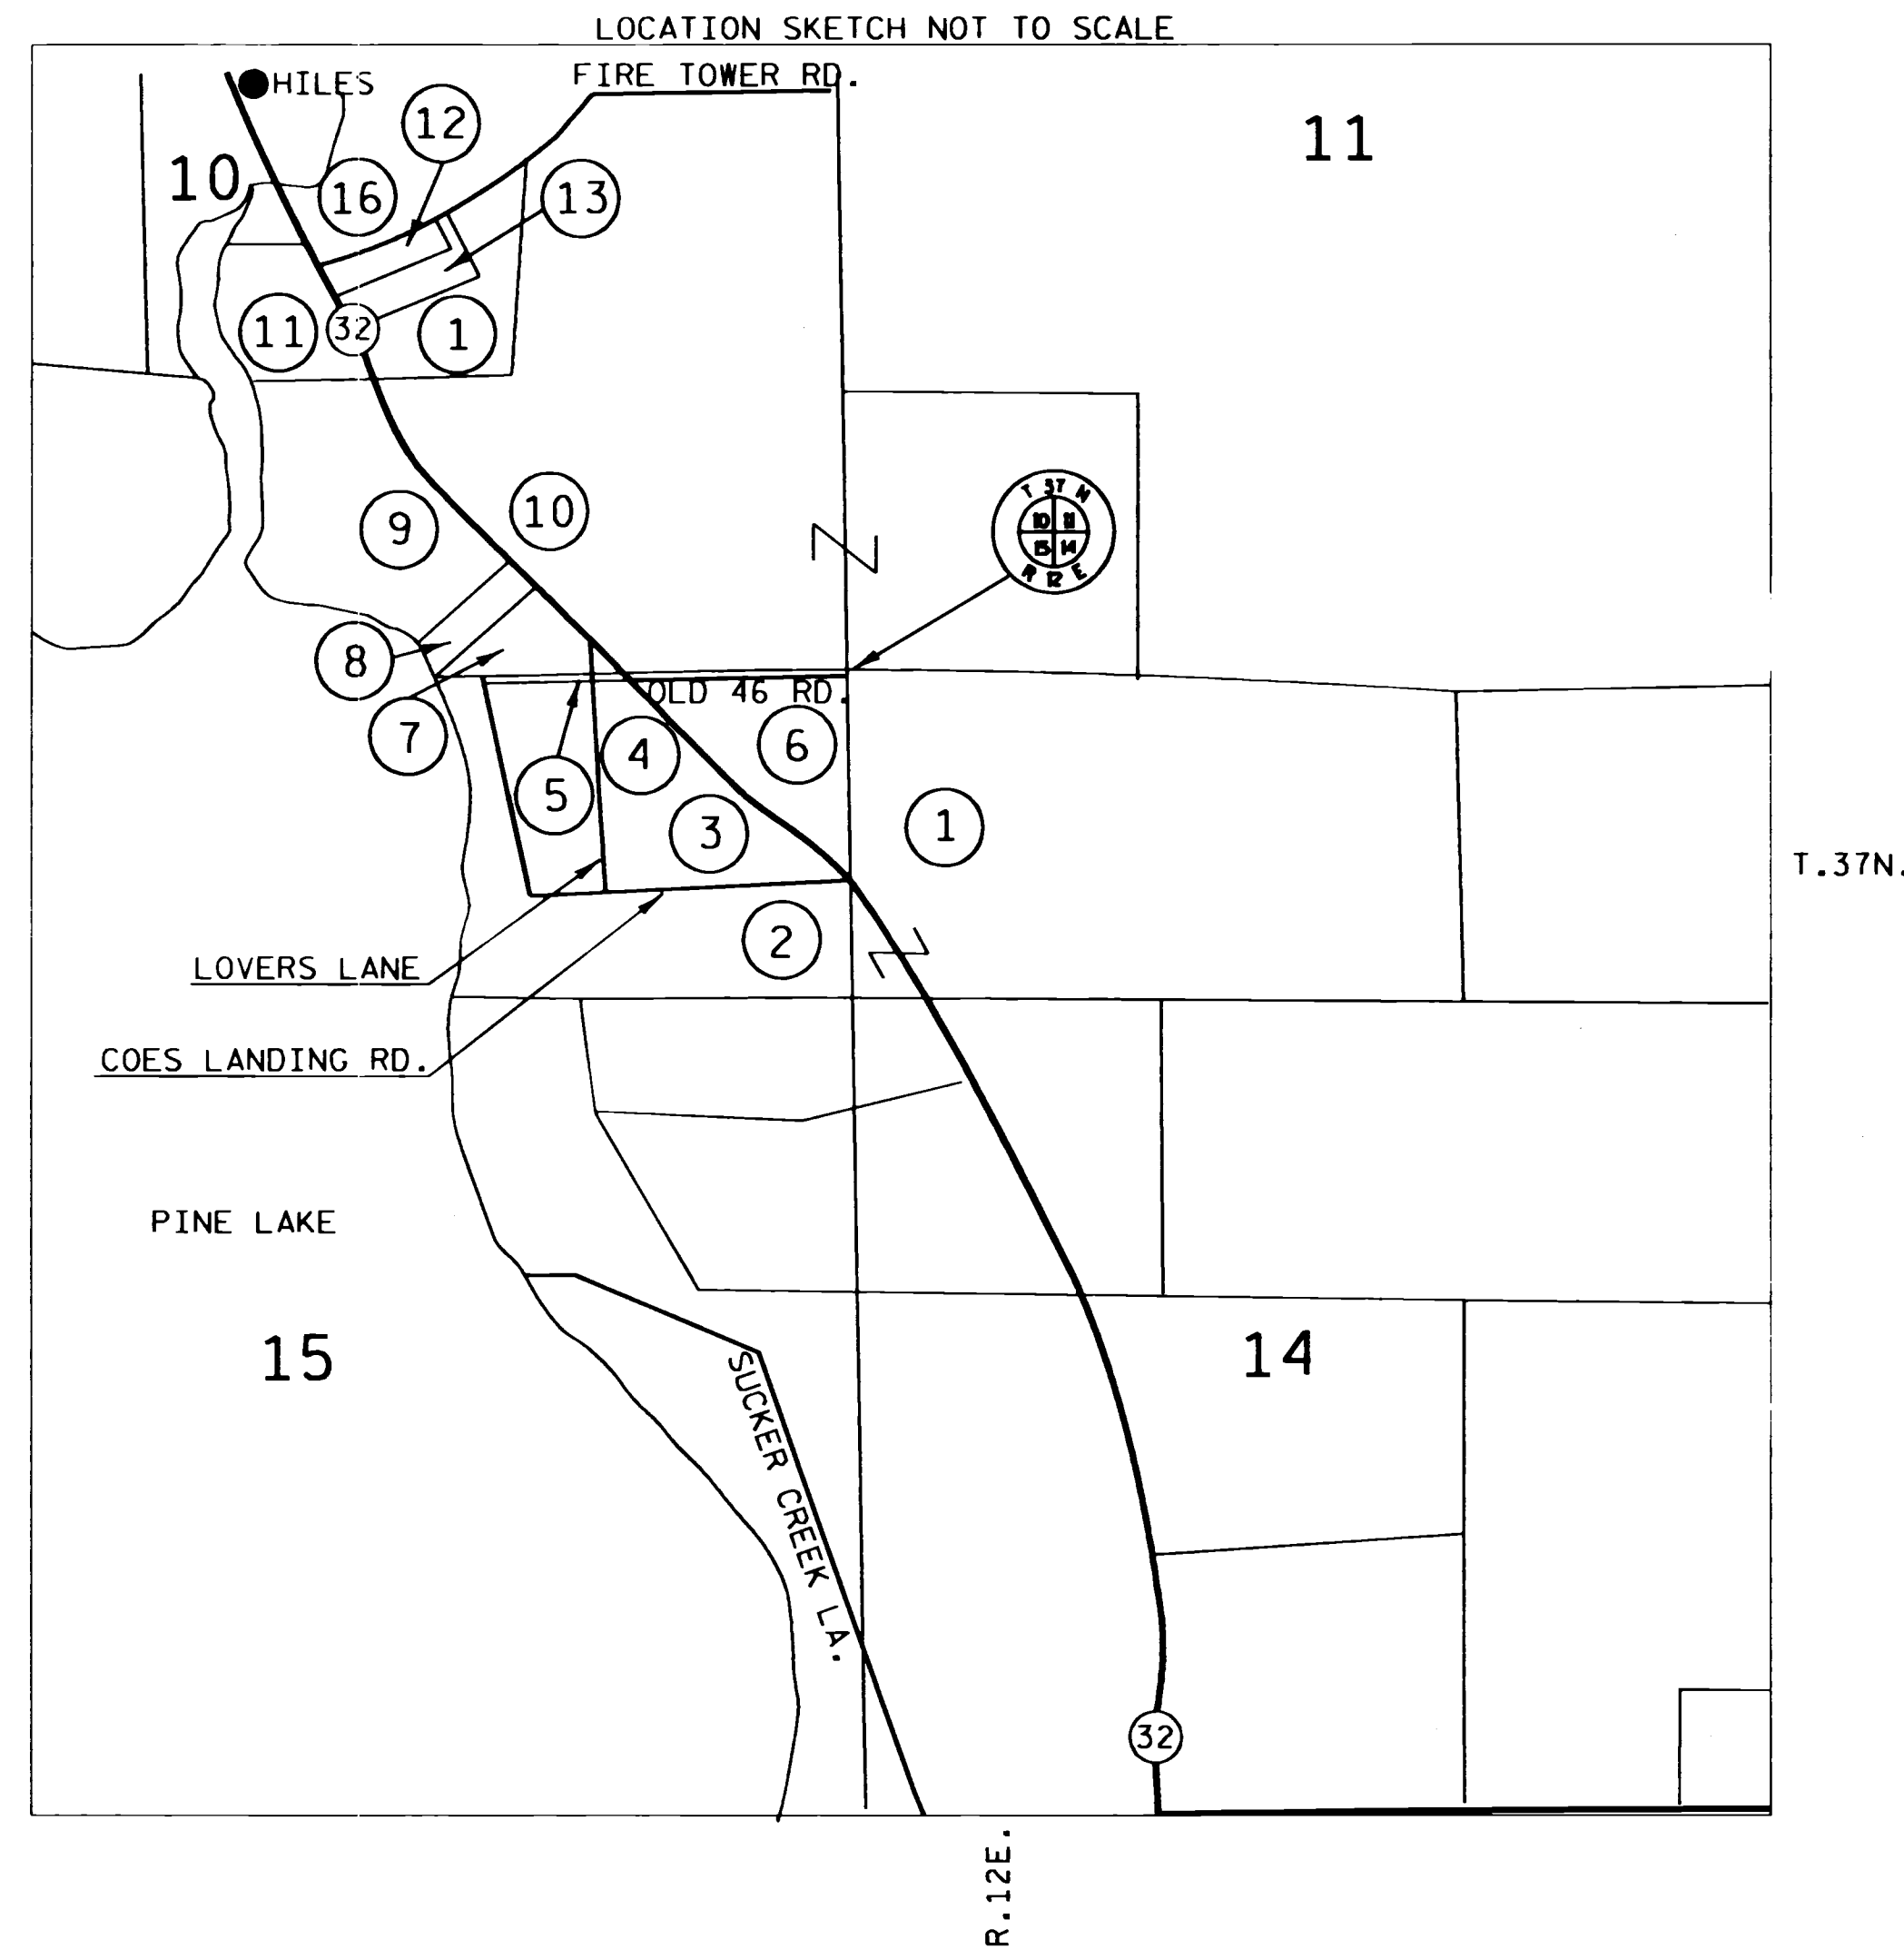 LOCATION SKETCH NOT TO SCALE
HILES
FIRE TOWER RD.
12
11
10
16
13
11
32
1
9
10
T 37 N
10 11
15 14
R 12 E
8
OLD 46 RD.
7
4
6
5
3
1
T.37N.
2
LOVERS LANE
COES LANDING RD.
PINE LAKE
15
14
SUCKER CREEK LA.
32
R.12E.